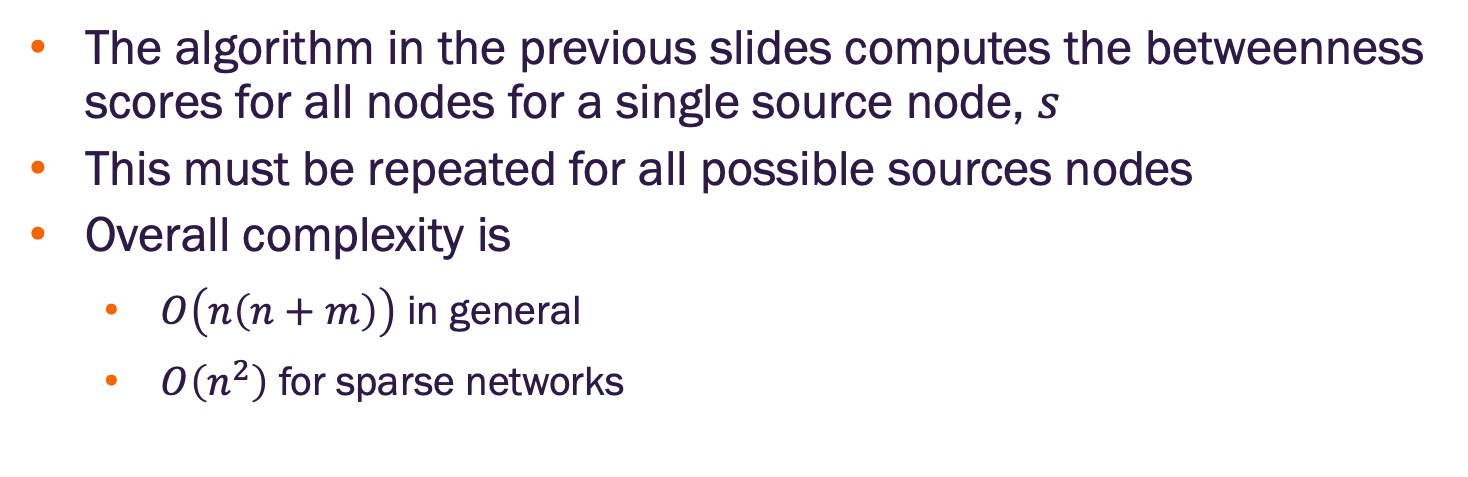 • The algorithm in the previous slides computes the betweenness
scores for all nodes for a single source node, s
• This must be repeated for all possible sources nodes
• Overall complexity is
• O(n(n + m)) in general
• O(n²) for sparse networks